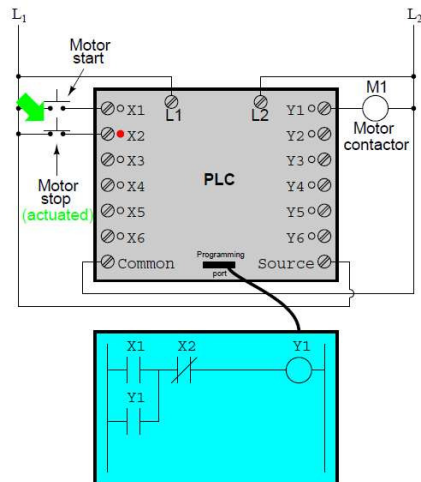 L1 L2
Motor
start
M1
L1 L2
X1 Y1
X2 Y2
Motor
contactor
X3 Y3
PLC
Motor
stop
(actuated)
X4 Y4
X5 Y5
X6 Y6
Programming
port
Common Source
X1 X2 Y1
Y1